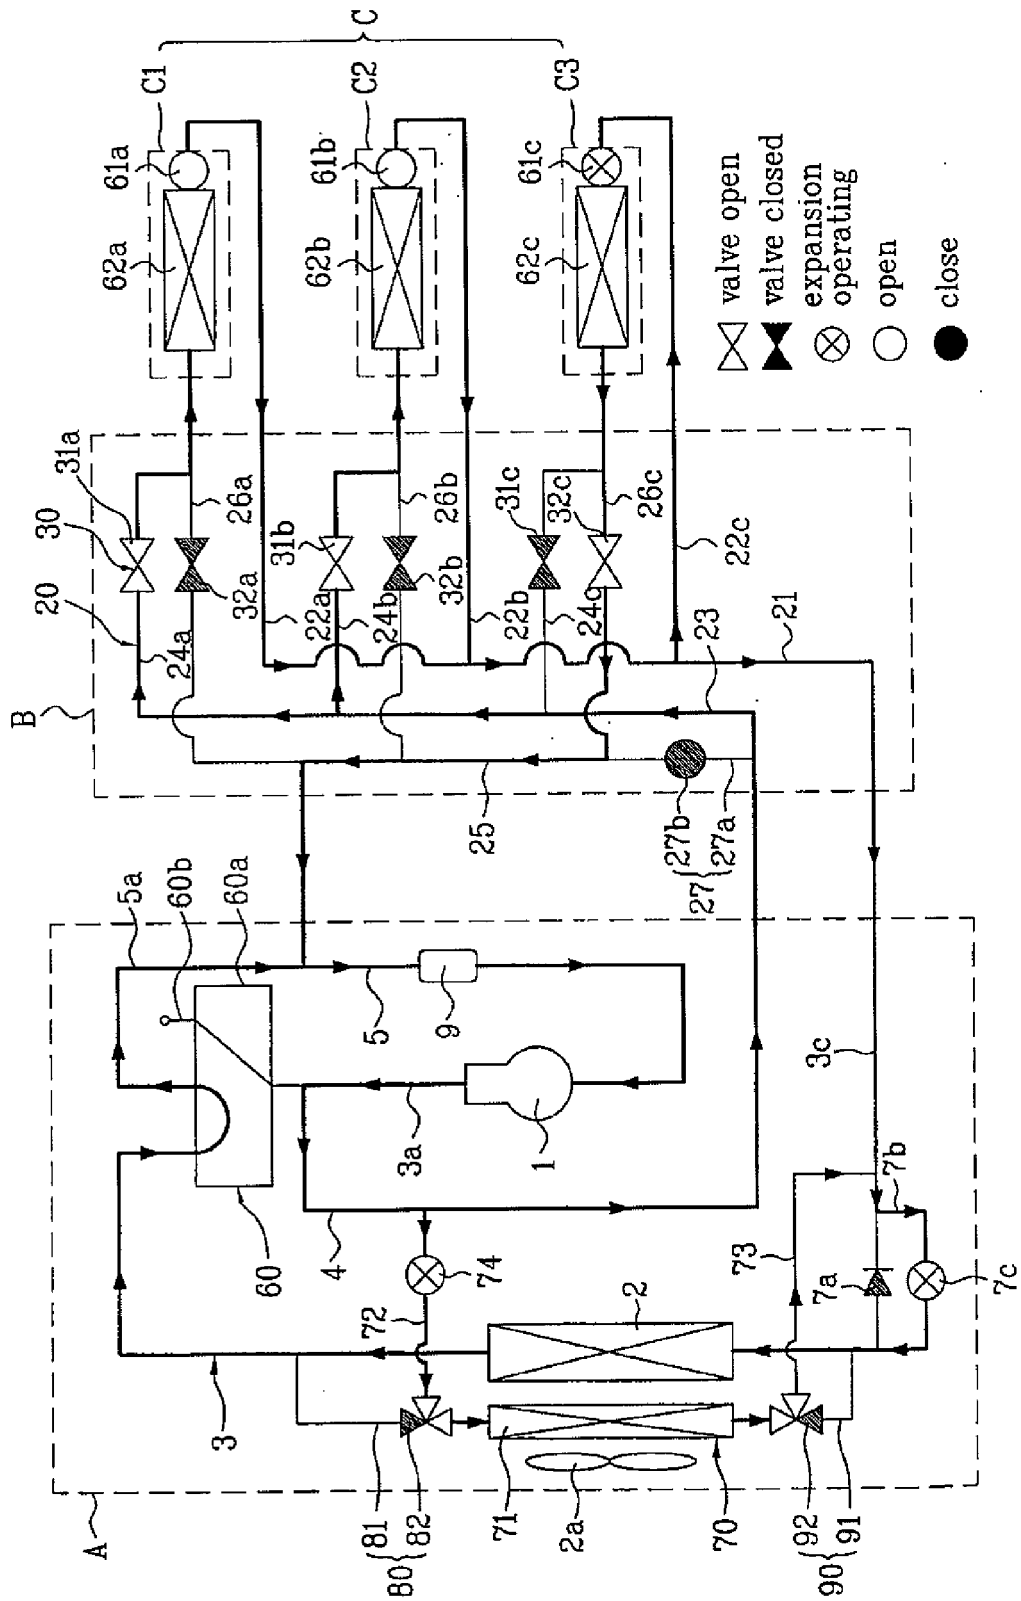 C
C1
C2
C3
61a
61b
61c
62a
62b
62c
valve open
valve closed
expansion
operating
open
close
B
20
30
31a
24a
32a
26a
22a
31b
24b
32b
26b
22b
31c
24c
32c
26c
22c
23
21
25
27b
27a
27
A
5a
60b
60a
60
5
9
3a
1
4
3c
3
72
74
2
73
7a
7b
7c
81
82
80
71
2a
70
92
91
90